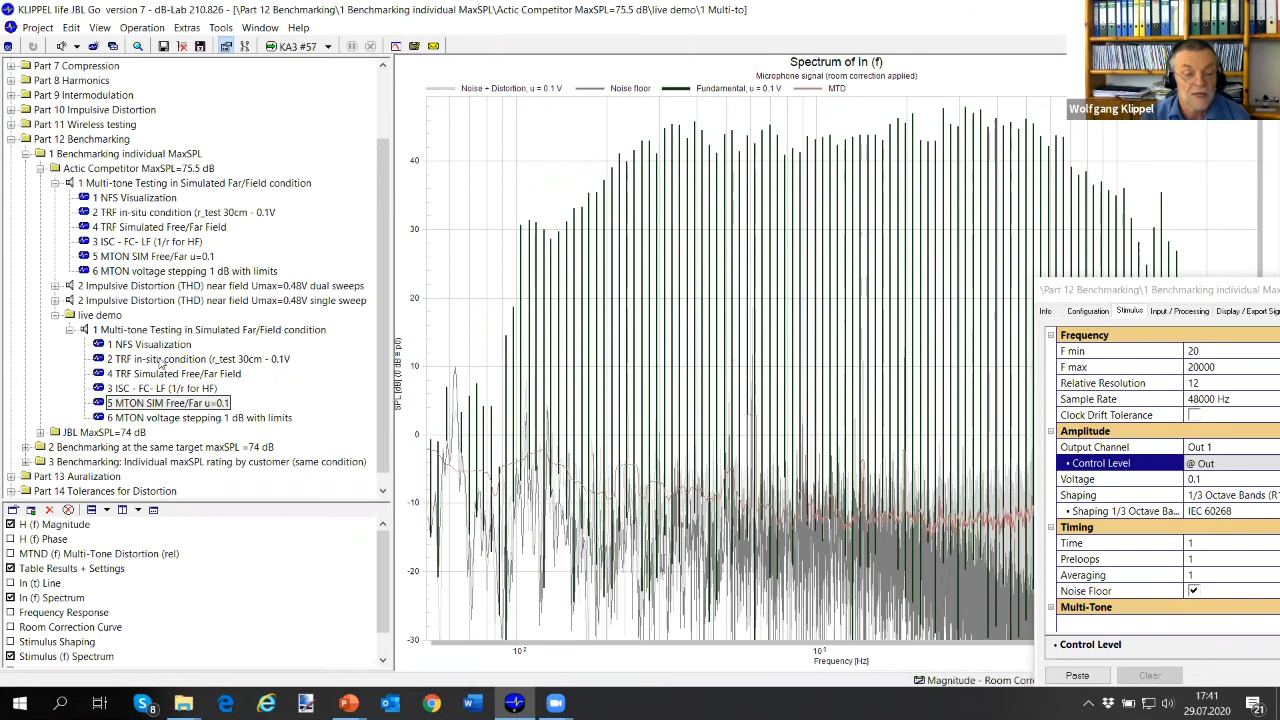 KLIPPEL life JBL Go version 7 - dB-Lab 210.826 - [\Part 12 Benchmarking\1 Benchmarking individual MaxSPL\Actic Competitor MaxSPL=75.5 dB\live demo\1 Multi-to
Project Edit View Operation Extras Tools Window Help
KA3 #57
Part 7 Compression
Part 8 Harmonics
Part 9 Intermodulation
Part 10 Impulsive Distortion
Part 11 Wireless testing
Part 12 Benchmarking
1 Benchmarking individual MaxSPL
Actic Competitor MaxSPL=75.5 dB
1 Multi-tone Testing in Simulated Far/Field condition
1 NFS Visualization
2 TRF in-situ condition (r_test 30cm - 0.1V
4 TRF Simulated Free/Far Field
3 ISC - FC- LF (1/r for HF)
5 MTON SIM Free/Far u=0.1
6 MTON voltage stepping 1 dB with limits
2 Impulsive Distortion (THD) near field Umax=0.48V dual sweeps
2 Impulsive Distortion (THD) near field Umax=0.48V single sweep
live demo
1 Multi-tone Testing in Simulated Far/Field condition
1 NFS Visualization
2 TRF in-situ condition (r_test 30cm - 0.1V
4 TRF Simulated Free/Far Field
3 ISC - FC- LF (1/r for HF)
5 MTON SIM Free/Far u=0.1
6 MTON voltage stepping 1 dB with limits
JBL MaxSPL=74 dB
2 Benchmarking at the same target maxSPL =74 dB
3 Benchmarking: Individual maxSPL rating by customer (same condition)
Part 13 Auralization
Part 14 Tolerances for Distortion
H (f) Magnitude
H (f) Phase
MTND (f) Multi-Tone Distortion (rel)
Table Results + Settings
In (t) Line
In (f) Spectrum
Frequency Response
Room Correction Curve
Stimulus Shaping
Stimulus (f) Spectrum
Spectrum of In (f)
Microphone signal (room correction applied)
Noise + Distortion, u = 0.1 V Noise floor Fundamental, u = 0.1 V MTD
SPL [dB] (0 dB ≡ p0)
40
30
20
10
0
-10
-20
-30
10²
10³
Frequency [Hz]
Magnitude - Room Corre
Wolfgang Klippel
\Part 12 Benchmarking\1 Benchmarking individual Max
Info Configuration Stimulus Input / Processing Display / Export Sign
Frequency
F min 20
F max 20000
Relative Resolution 12
Sample Rate 48000 Hz
Clock Drift Tolerance
Amplitude
Output Channel Out 1
• Control Level @ Out
Voltage 0.1
Shaping 1/3 Octave Bands (R
• Shaping 1/3 Octave Ba... IEC 60268
Timing
Time 1
Preloops 1
Averaging 1
Noise Floor
Multi-Tone
• Control Level
Paste Clear
8
17:41
29.07.2020
21